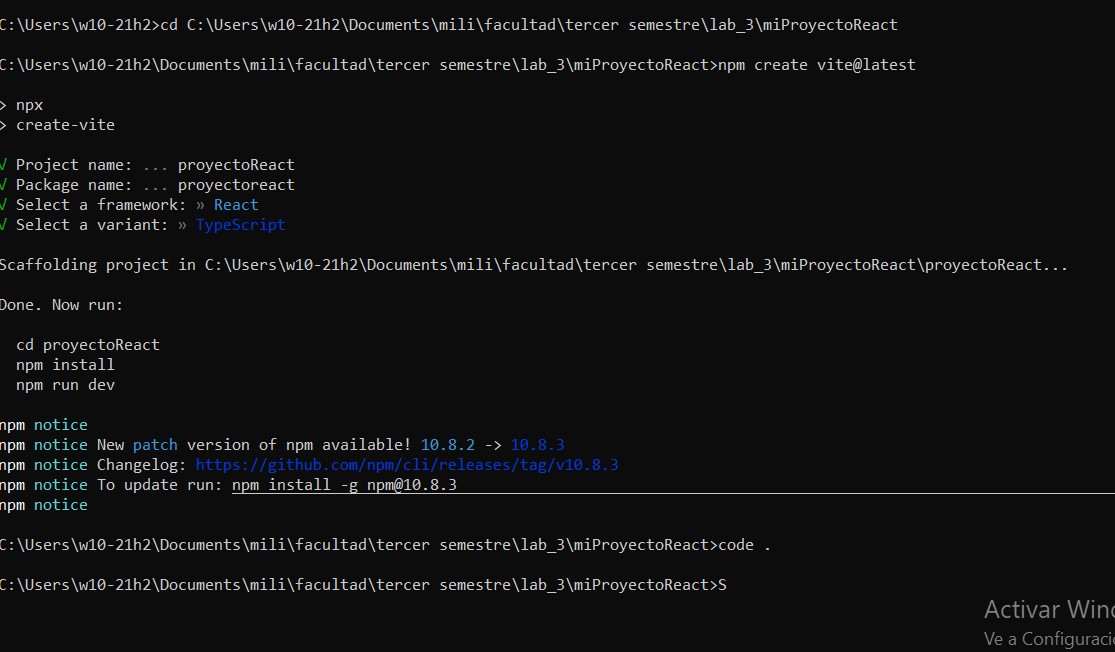 C:\Users\w10-21h2>cd C:\Users\w10-21h2\Documents\mili\facultad\tercer semestre\lab_3\miProyectoReact
C:\Users\w10-21h2\Documents\mili\facultad\tercer semestre\lab_3\miProyectoReact>npm create vite@latest
> npx
> create-vite
√ Project name: ... proyectoReact
√ Package name: ... proyectoreact
√ Select a framework: » React
√ Select a variant: » TypeScript
Scaffolding project in C:\Users\w10-21h2\Documents\mili\facultad\tercer semestre\lab_3\miProyectoReact\proyectoReact...
Done. Now run:
cd proyectoReact
npm install
npm run dev
npm notice
npm notice New patch version of npm available! 10.8.2 -> 10.8.3
npm notice Changelog: https://github.com/npm/cli/releases/tag/v10.8.3
npm notice To update run: npm install -g npm@10.8.3
npm notice
C:\Users\w10-21h2\Documents\mili\facultad\tercer semestre\lab_3\miProyectoReact>code .
C:\Users\w10-21h2\Documents\mili\facultad\tercer semestre\lab_3\miProyectoReact>S
Activar Wind
Ve a Configuraci